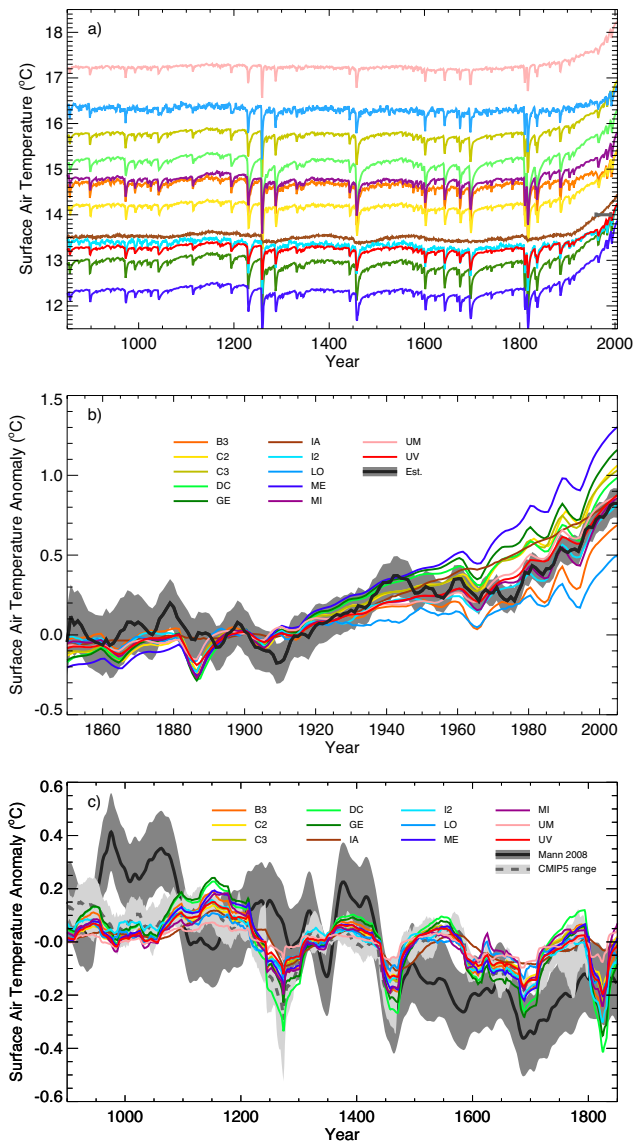 a)
Surface Air Temperature (°C)
18
17
16
15
14
13
12
1000
1200
1400
1600
1800
2000
Year
b)
Surface Air Temperature Anomaly (°C)
1.5
1.0
0.5
0.0
-0.5
B3
IA
UM
C2
I2
UV
C3
LO
Est.
DC
ME
GE
MI
1860
1880
1900
1920
1940
1960
1980
2000
Year
c)
Surface Air Temperature Anomaly (°C)
0.6
0.4
0.2
-0.0
-0.2
-0.4
-0.6
B3
DC
I2
MI
C2
GE
LO
UM
C3
IA
ME
UV
Mann 2008
CMIP5 range
1000
1200
1400
1600
1800
Year